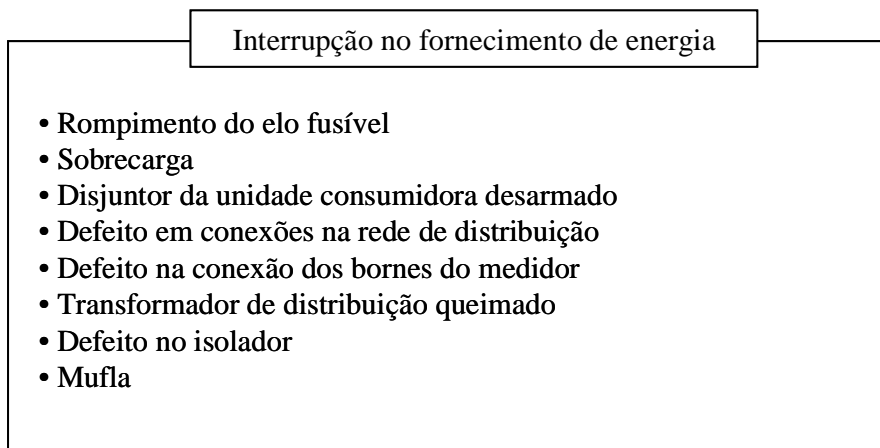 Interrupção no fornecimento de energia
• Rompimento do elo fusível
• Sobrecarga
• Disjuntor da unidade consumidora desarmado
• Defeito em conexões na rede de distribuição
• Defeito na conexão dos bornes do medidor
• Transformador de distribuição queimado
• Defeito no isolador
• Mufla